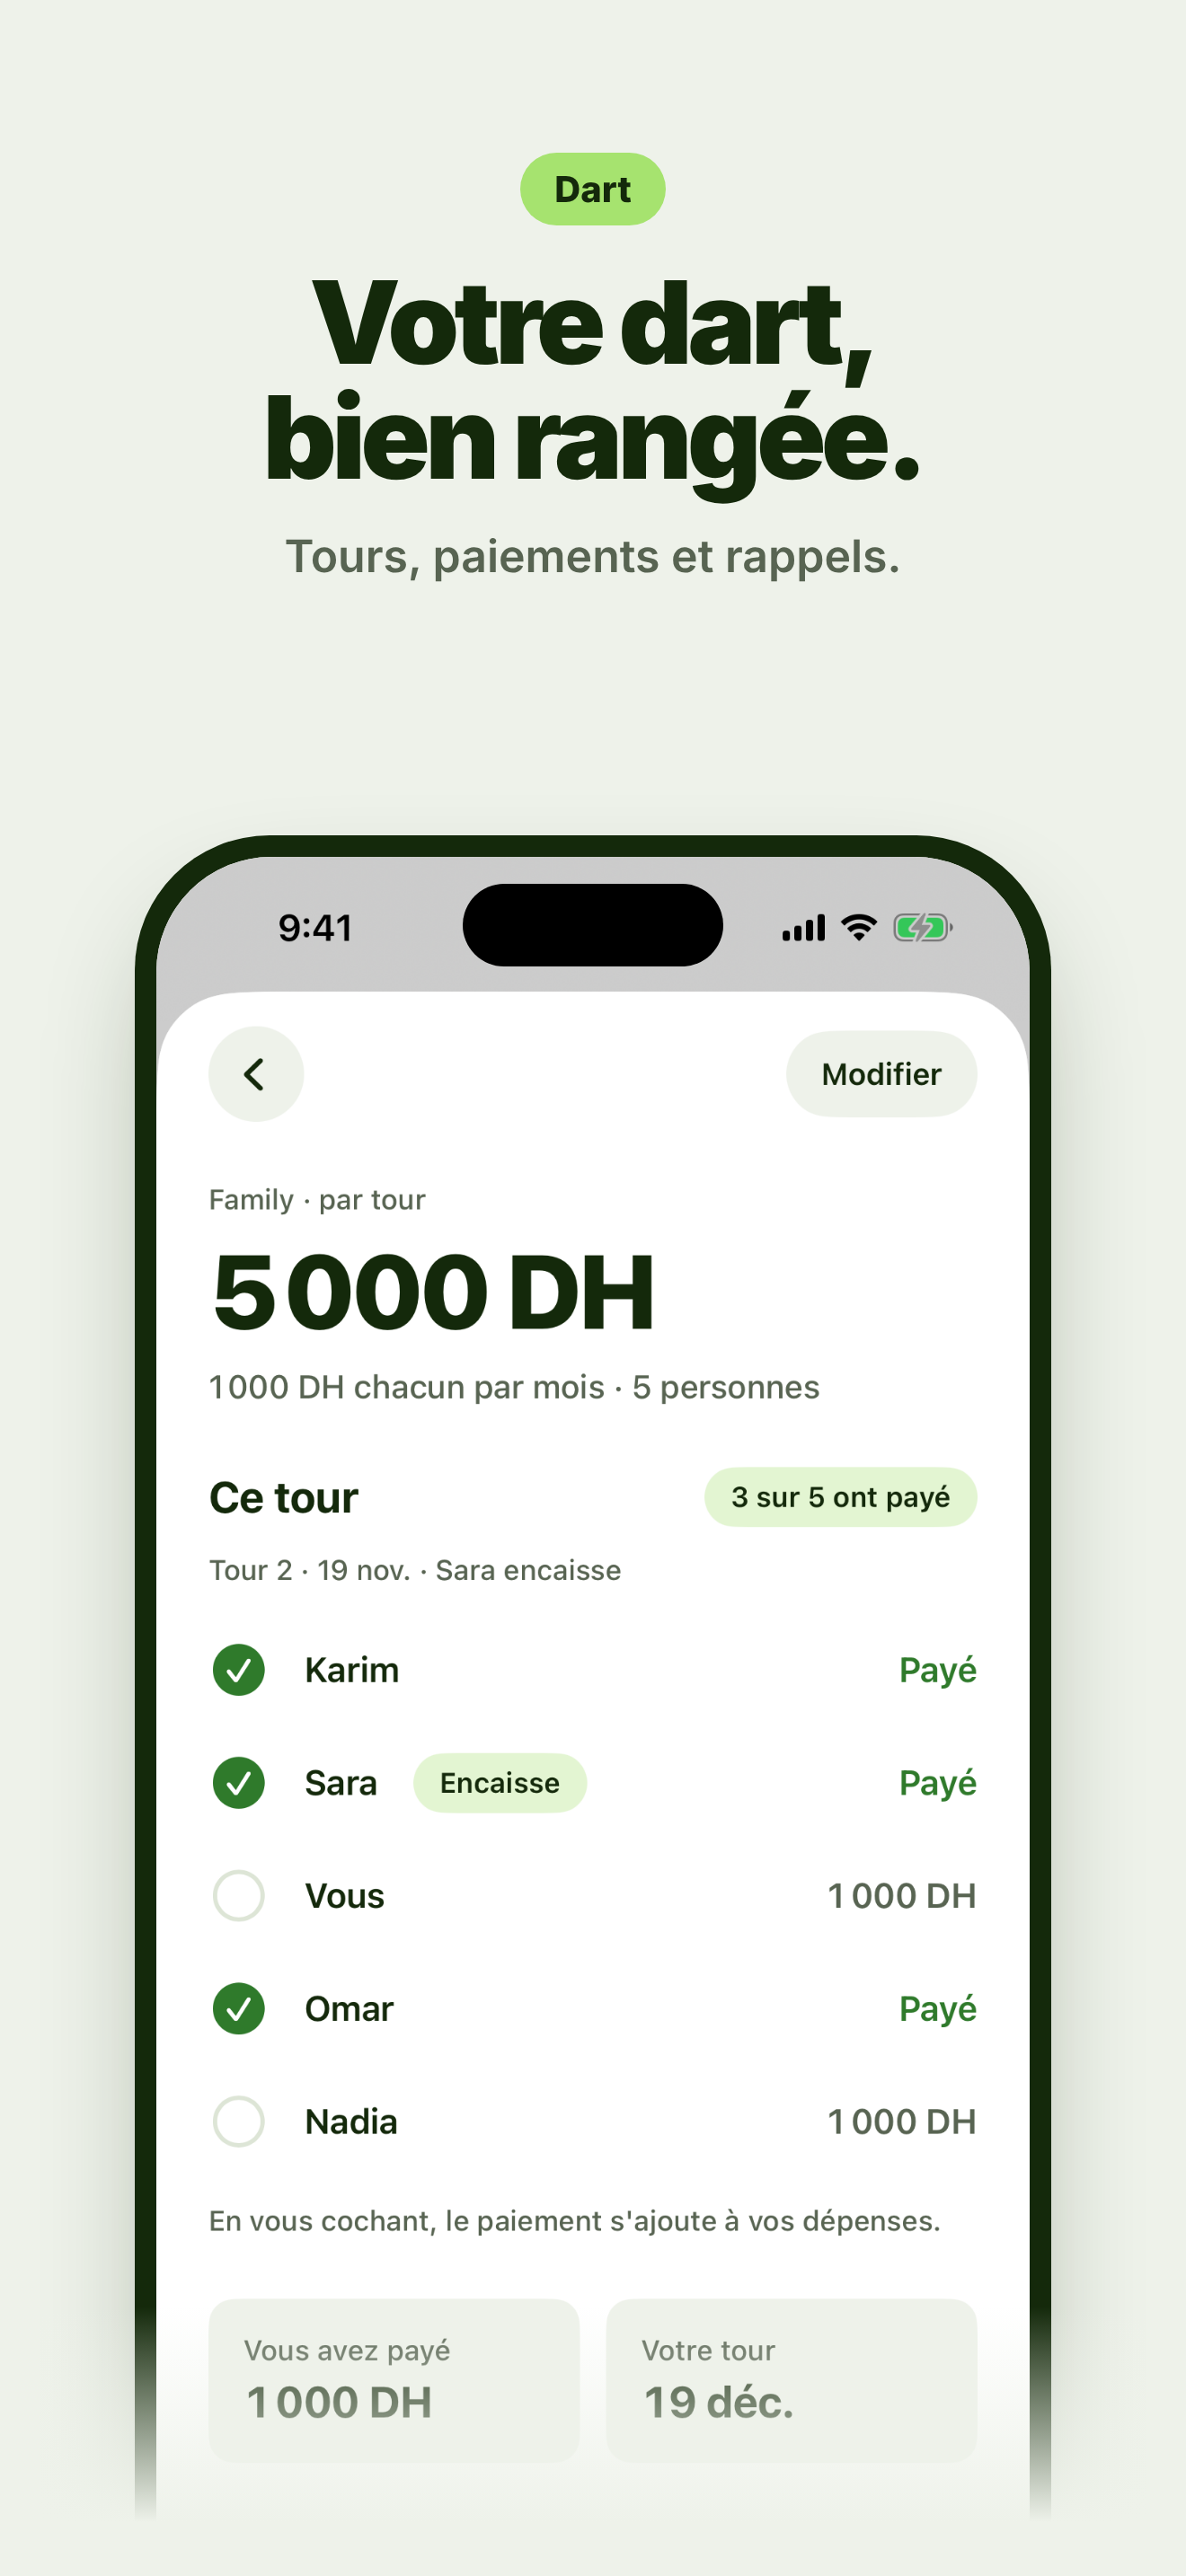 Dart
Votre dart,
bien rangée.
Tours, paiements et rappels.
9:41
Modifier
Family · par tour
5 000 DH
1 000 DH chacun par mois · 5 personnes
Ce tour
3 sur 5 ont payé
Tour 2 · 19 nov. · Sara encaisse
Karim
Payé
Sara
Encaisse
Payé
Vous
1 000 DH
Omar
Payé
Nadia
1 000 DH
En vous cochant, le paiement s'ajoute à vos dépenses.
Vous avez payé
1 000 DH
Votre tour
19 déc.